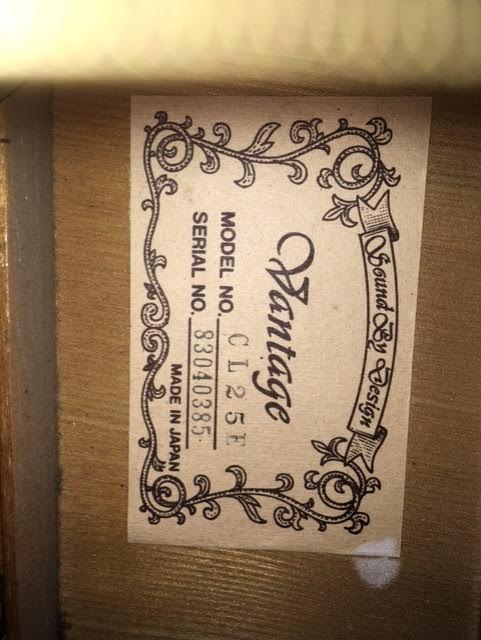 Sound By Design
Vantage
MODEL NO. CL25E
SERIAL NO. 83040385
MADE IN JAPAN